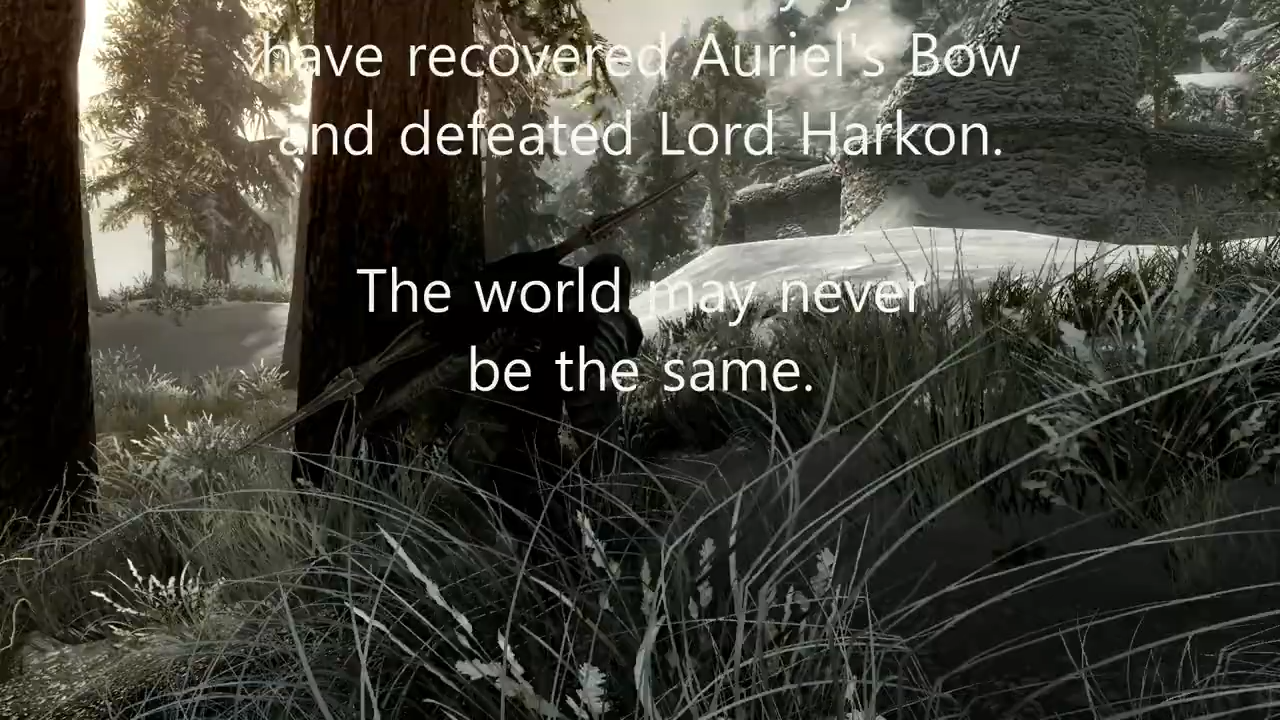 have recovered Auriel's Bow
and defeated Lord Harkon.
The world may never
be the same.